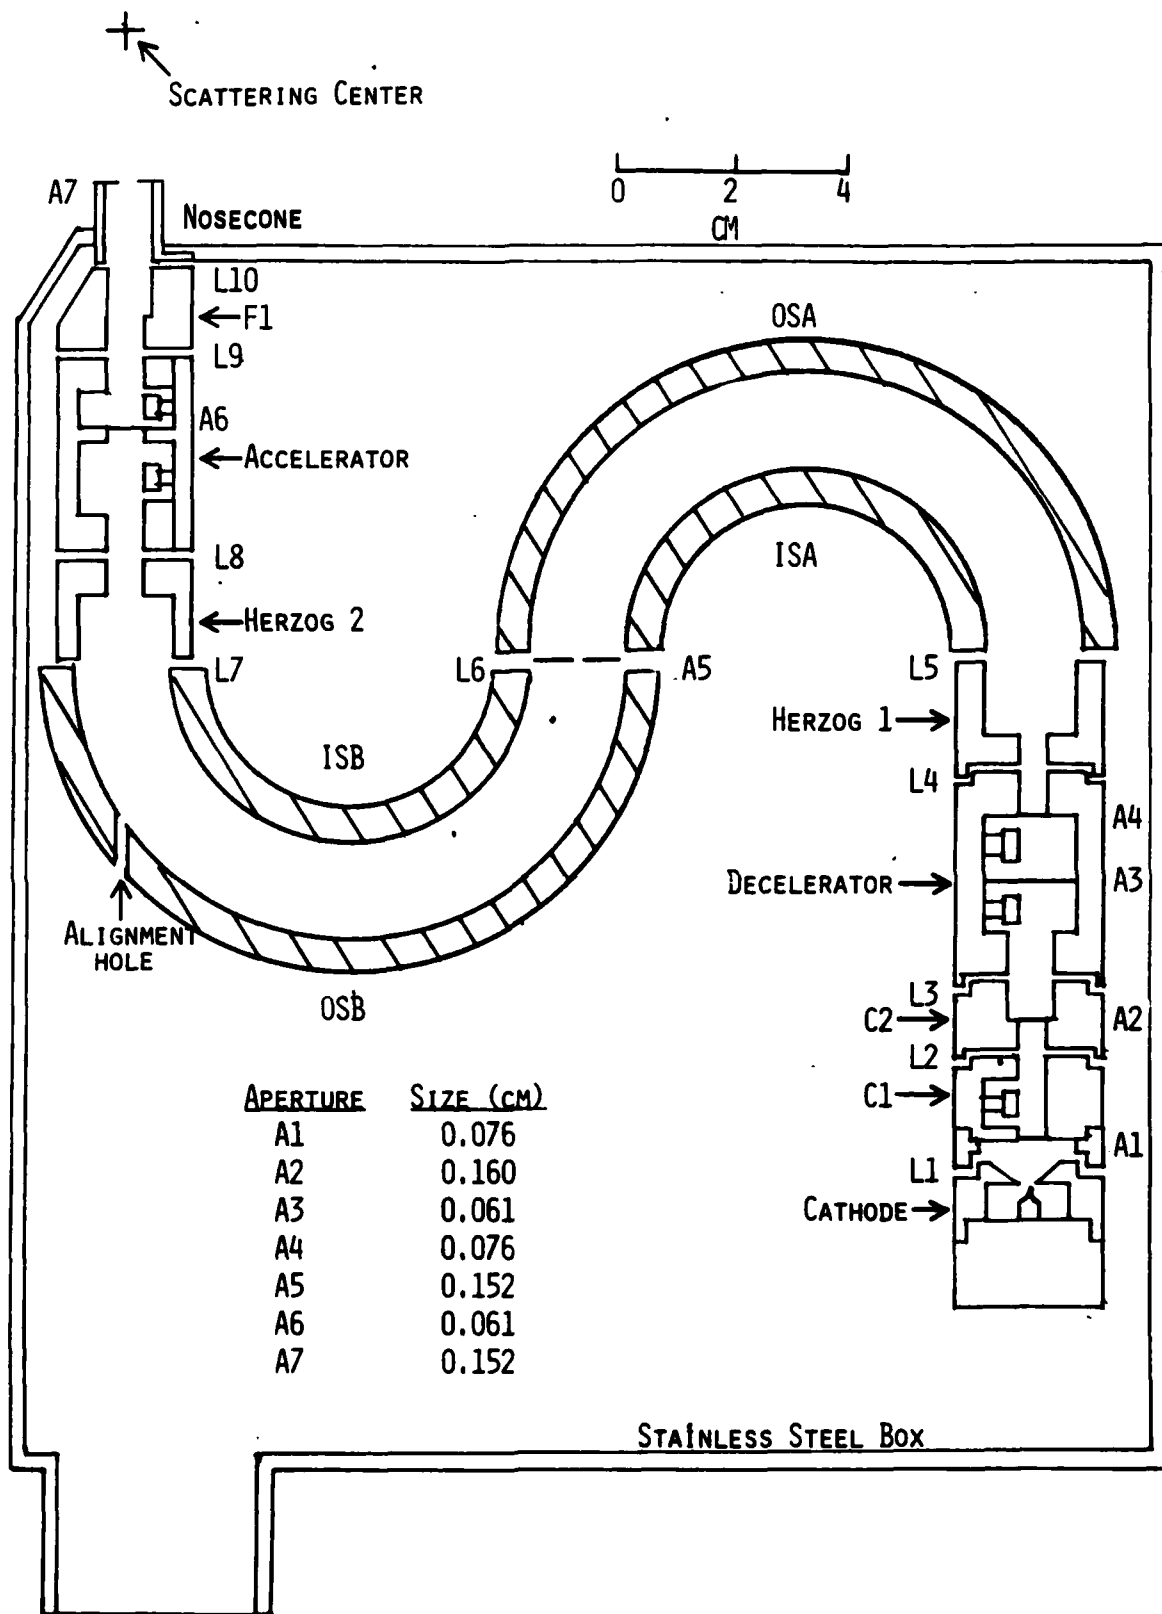 SCATTERING CENTER
0 2 4
CM
A7
NOSECONE
L10
F1
L9
A6
ACCELERATOR
L8
HERZOG 2
L7
OSA
ISA
L6
A5
L5
HERZOG 1
ISB
L4
A4
DECELERATOR
A3
ALIGNMENT
HOLE
OSB
L3
C2
A2
L2
C1
A1
L1
CATHODE
APERTURE SIZE (CM)
A1 0.076
A2 0.160
A3 0.061
A4 0.076
A5 0.152
A6 0.061
A7 0.152
STAINLESS STEEL BOX